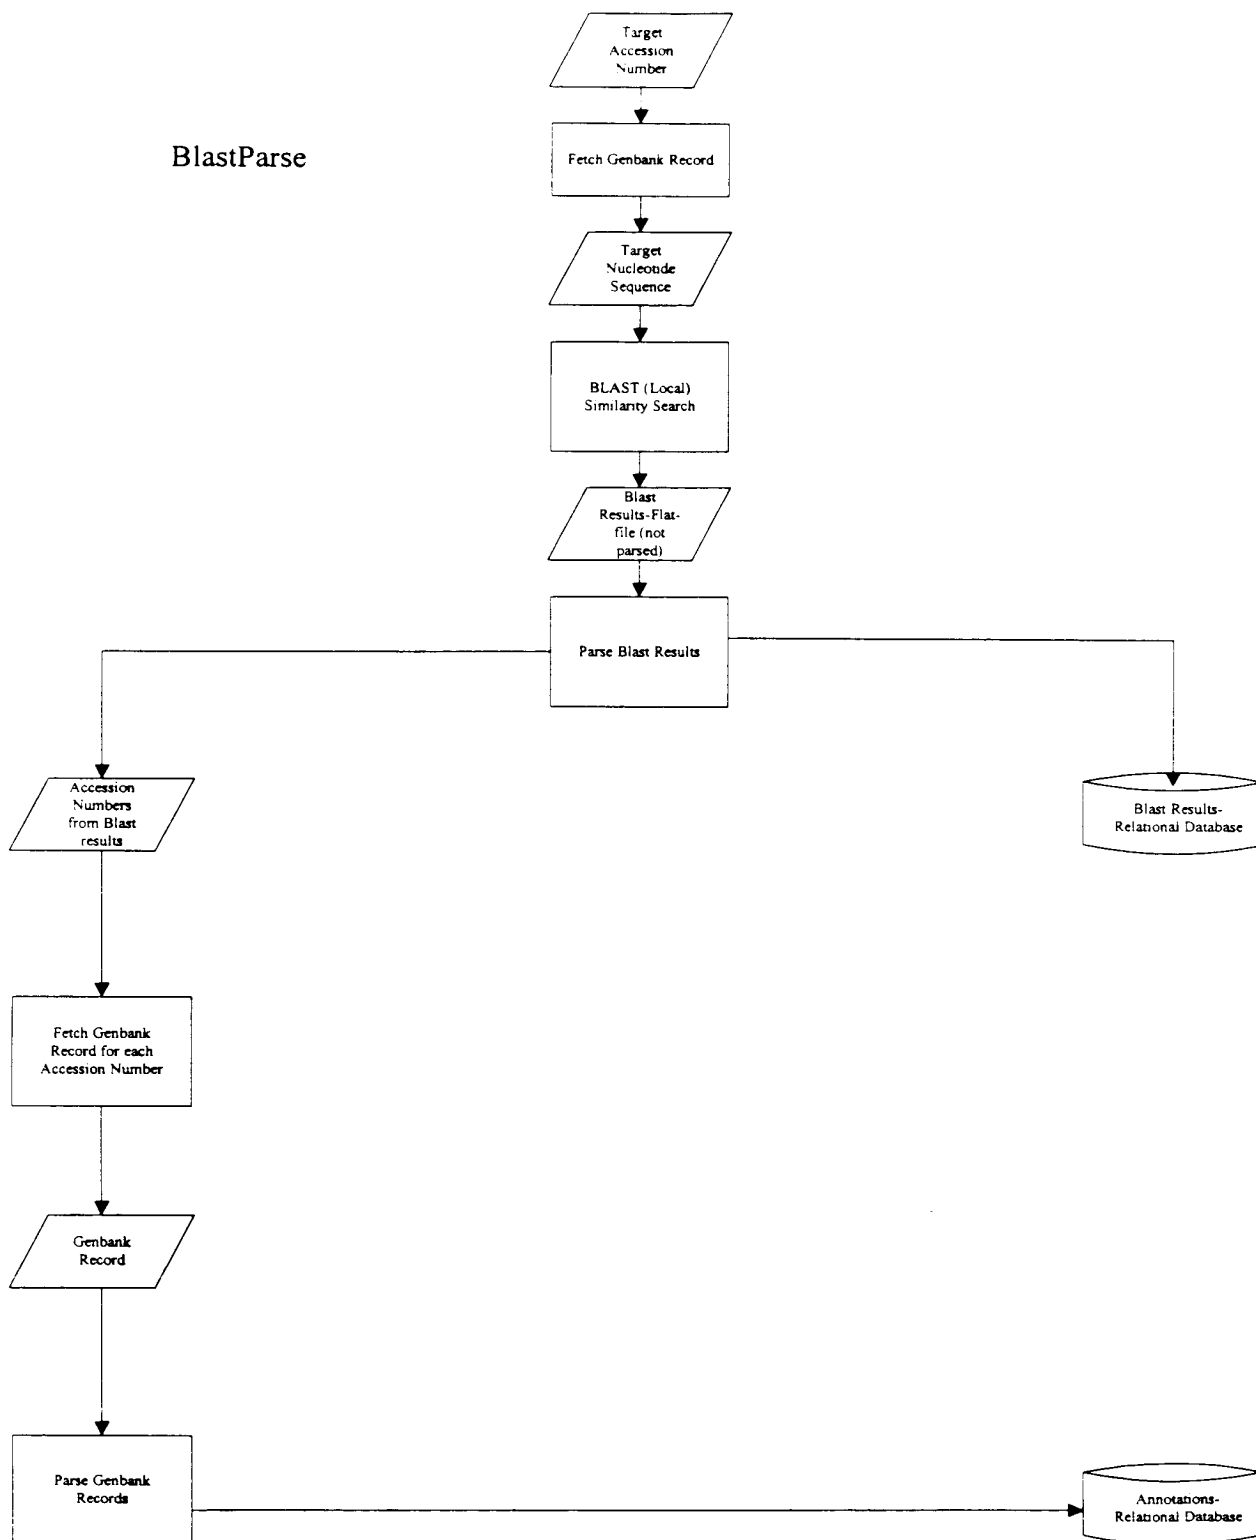 Target
Accession
Number
BlastParse
Fetch Genbank Record
Target
Nucleotide
Sequence
BLAST (Local)
Similarity Search
Blast
Results-Flat-
file (not
parsed)
Parse Blast Results
Accession
Numbers
from Blast
results
Blast Results-
Relational Database
Fetch Genbank
Record for each
Accession Number
Genbank
Record
Parse Genbank
Records
Annotations-
Relational Database